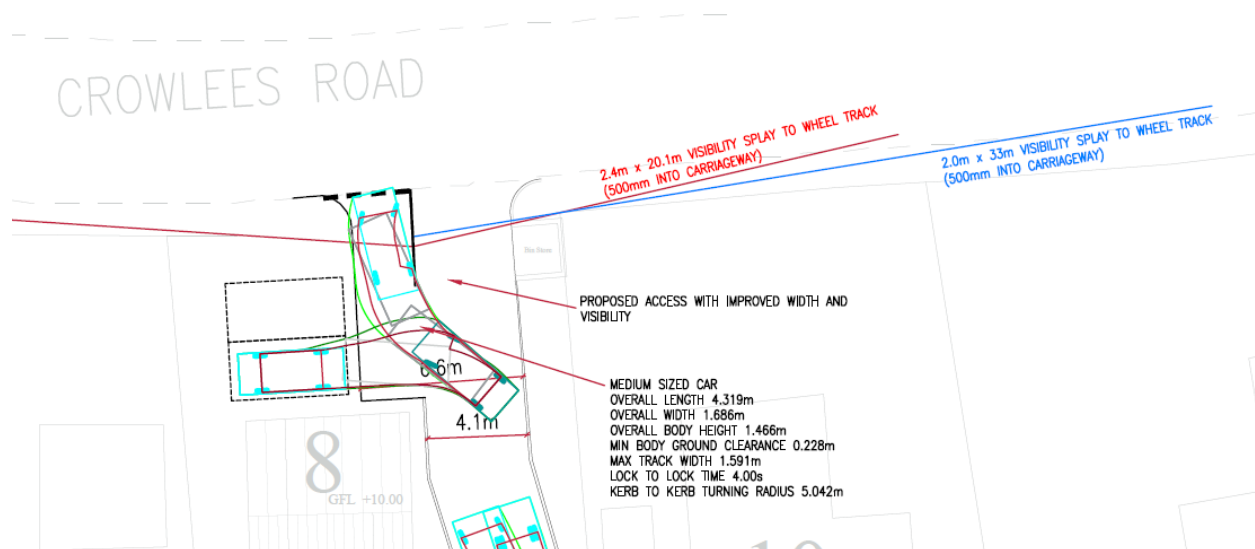 CROWLEES ROAD
2.4m x 20.1m VISIBILITY SPLAY TO WHEEL TRACK
(500mm INTO CARRIAGEWAY)
2.0m x 33m VISIBILITY SPLAY TO WHEEL TRACK
(500mm INTO CARRIAGEWAY)
Bin Store
PROPOSED ACCESS WITH IMPROVED WIDTH AND
VISIBILITY
6.6m
MEDIUM SIZED CAR
OVERALL LENGTH 4.319m
OVERALL WIDTH 1.686m
OVERALL BODY HEIGHT 1.466m
MIN BODY GROUND CLEARANCE 0.228m
MAX TRACK WIDTH 1.591m
LOCK TO LOCK TIME 4.00s
KERB TO KERB TURNING RADIUS 5.042m
4.1m
8
GFL +10.00